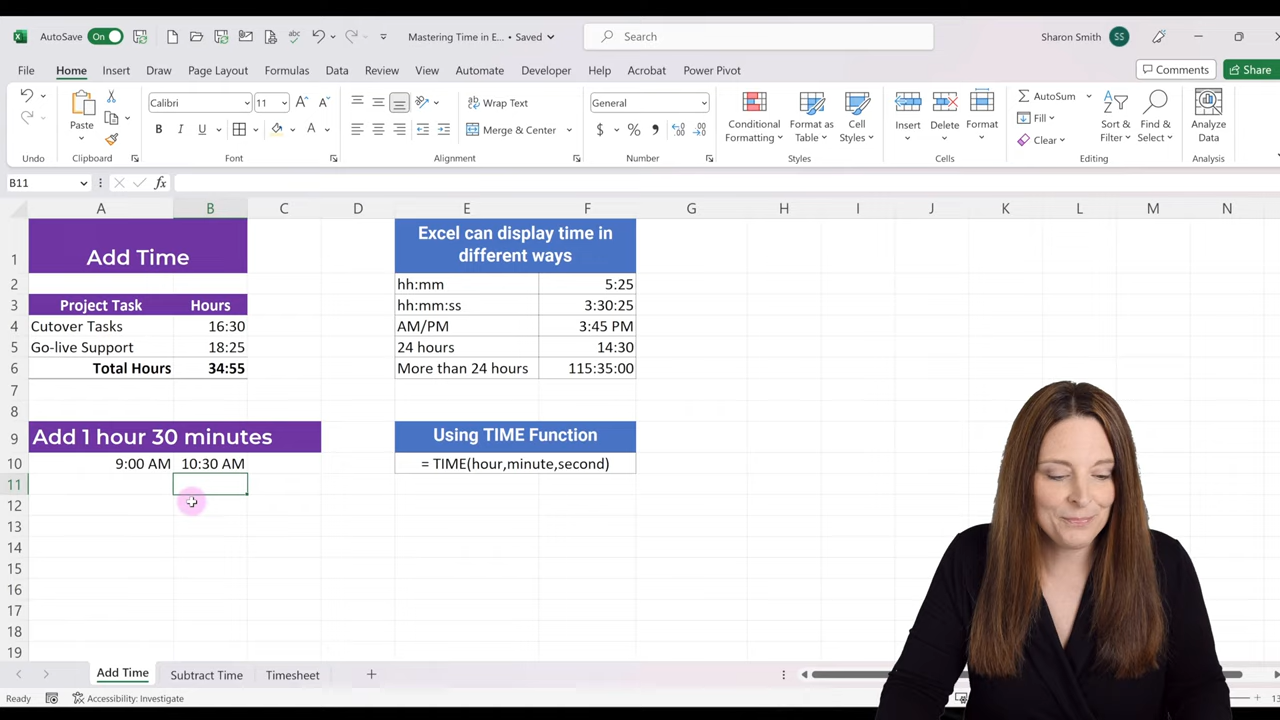 AutoSave On Mastering Time in E... • Saved Search Sharon Smith SS
File Home Insert Draw Page Layout Formulas Data Review View Automate Developer Help Acrobat Power Pivot Comments Share
Calibri 11 Wrap Text General AutoSum
Paste Conditional Formatting Format as Table Cell Styles Insert Delete Format Fill Sort & Filter Find & Select Analyze Data
B I U Merge & Center $ % , Clear
Undo Clipboard Font Alignment Number Styles Cells Editing Analysis
B11 fx
A B C D E F G H I J K L M N
1 Add Time Excel can display time in different ways
2 hh:mm 5:25
3 Project Task Hours hh:mm:ss 3:30:25
4 Cutover Tasks 16:30 AM/PM 3:45 PM
5 Go-live Support 18:25 24 hours 14:30
6 Total Hours 34:55 More than 24 hours 115:35:00
7
8
9 Add 1 hour 30 minutes Using TIME Function
10 9:00 AM 10:30 AM = TIME(hour,minute,second)
11
12
13
14
15
16
17
18
19
Add Time Subtract Time Timesheet
Ready Accessibility: Investigate